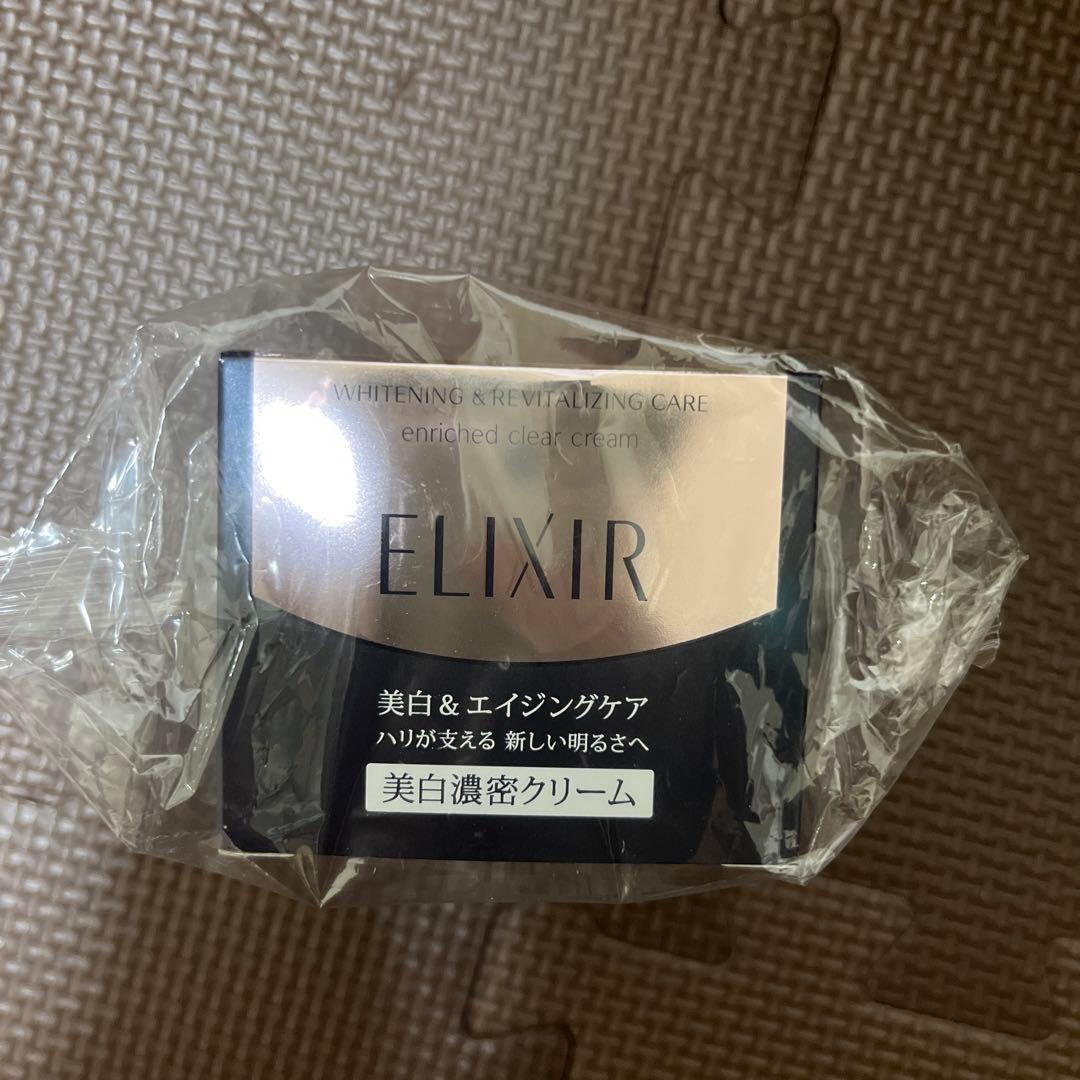 WHITENING & REVITALIZING CARE
enriched clear cream
ELIXIR
美白&エイジングケア
ハリが支える 新しい明るさへ
美白濃密クリーム